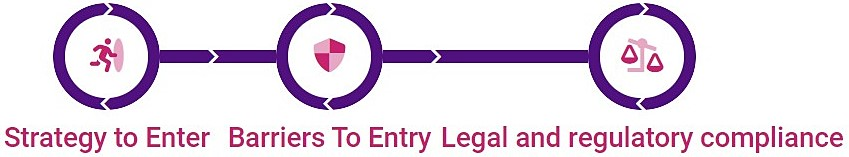 Strategy to Enter
Barriers To Entry
Legal and regulatory compliance